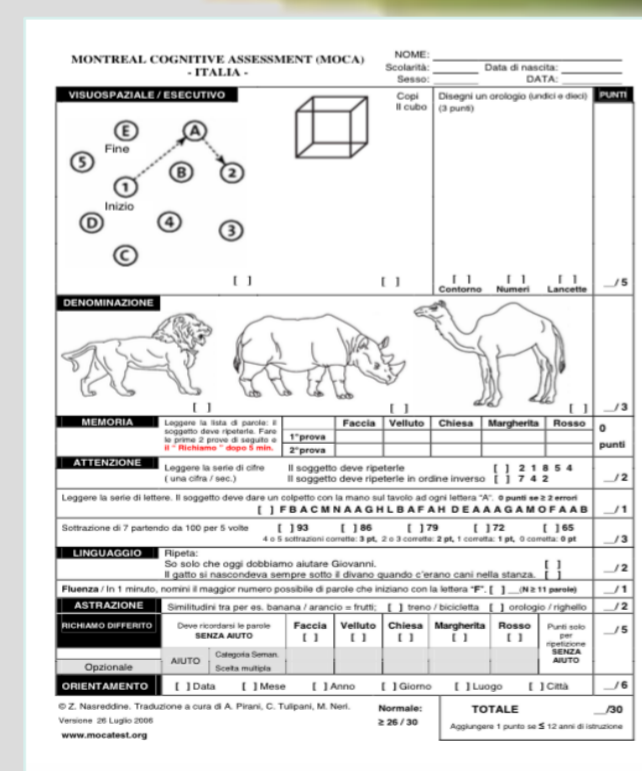 MONTREAL COGNITIVE ASSESSMENT (MOCA)
- ITALIA -
NOME:
Scolarità: Data di nascita:
Sesso: DATA:
VISUOSPAZIALE / ESECUTIVO
Copi
Il cubo
Disegni un orologio (undici e dieci)
(3 punti)
PUNTI
E A
Fine
5 B 2
1
Inizio
D 4 3
C
[ ] [ ] [ ] [ ] [ ]
Contorno Numeri Lancette
__/5
DENOMINAZIONE
[ ] [ ] [ ] __/3
MEMORIA
Leggere la lista di parole: il
soggetto deve ripeterle. Fare
le prime 2 prove di seguito e
il " Richiamo " dopo 5 min.
Faccia Velluto Chiesa Margherita Rosso
1°prova
2°prova
0
punti
ATTENZIONE
Leggere la serie di cifre
( una cifra / sec.)
Il soggetto deve ripeterle [ ] 2 1 8 5 4
Il soggetto deve ripeterle in ordine inverso [ ] 7 4 2 __/2
Leggere la serie di lettere. Il soggetto deve dare un colpetto con la mano sul tavolo ad ogni lettera "A". 0 punti se ≥ 2 errori
[ ] F B A C M N A A G H L B A F A H D E A A A G A M O F A A B __/1
Sottrazione di 7 partendo da 100 per 5 volte [ ] 93 [ ] 86 [ ] 79 [ ] 72 [ ] 65
4 o 5 sottrazioni corrette: 3 pt, 2 o 3 corrette: 2 pt, 1 corretta: 1 pt, 0 corretta: 0 pt __/3
LINGUAGGIO
Ripeta:
So solo che oggi dobbiamo aiutare Giovanni. [ ]
Il gatto si nascondeva sempre sotto il divano quando c'erano cani nella stanza. [ ] __/2
Fluenza / In 1 minuto, nomini il maggior numero possibile di parole che iniziano con la lettera "F". [ ] __(N ≥ 11 parole) __/1
ASTRAZIONE Similitudini tra per es. banana / arancio = frutti; [ ] treno / bicicletta [ ] orologio / righello __/2
RICHIAMO DIFFERITO
Deve ricordarsi le parole
SENZA AIUTO
Faccia Velluto Chiesa Margherita Rosso
[ ] [ ] [ ] [ ] [ ]
Punti solo
per
ripetizione
SENZA
AIUTO
__/5
Opzionale
AIUTO
Categoria Seman.
Scelta multipla
ORIENTAMENTO [ ] Data [ ] Mese [ ] Anno [ ] Giorno [ ] Luogo [ ] Città __/6
© Z. Nasreddine. Traduzione a cura di A. Pirani, C. Tulipani, M. Neri.
Versione 26 Luglio 2006
www.mocatest.org
Normale:
≥ 26 / 30
TOTALE __/30
Aggiungere 1 punto se ≤ 12 anni di istruzione